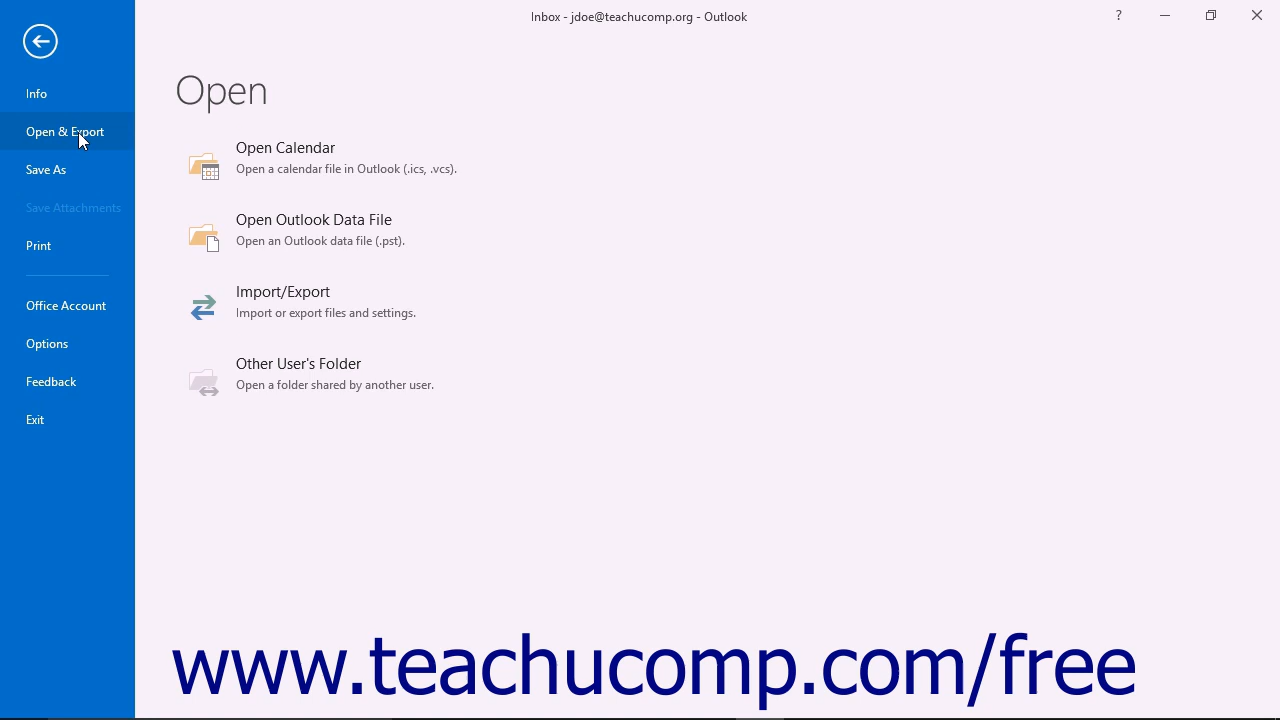 Inbox - jdoe@teachucomp.org - Outlook
?
Info
Open & Export
Save As
Save Attachments
Print
Office Account
Options
Feedback
Exit
Open
Open Calendar
Open a calendar file in Outlook (.ics, .vcs).
Open Outlook Data File
Open an Outlook data file (.pst).
Import/Export
Import or export files and settings.
Other User's Folder
Open a folder shared by another user.
www.teachucomp.com/free